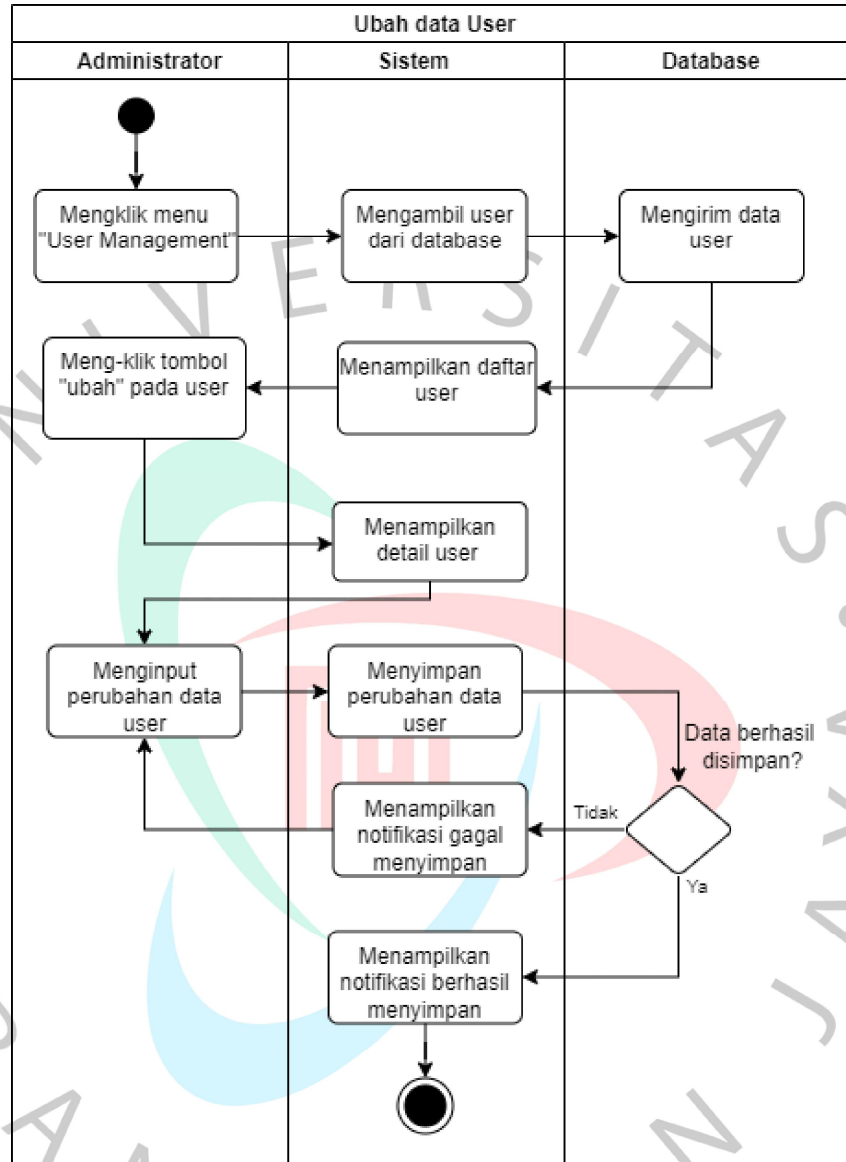 Ubah data User
Administrator
Sistem
Database
Mengklik menu
"User Management"
Mengambil user
dari database
Mengirim data
user
Meng-klik tombol
"ubah" pada user
Menampilkan daftar
user
Menampilkan
detail user
Menginput
perubahan data
user
Menyimpan
perubahan data
user
Data berhasil
disimpan?
Menampilkan
notifikasi gagal
menyimpan
Tidak
Ya
Menampilkan
notifikasi berhasil
menyimpan